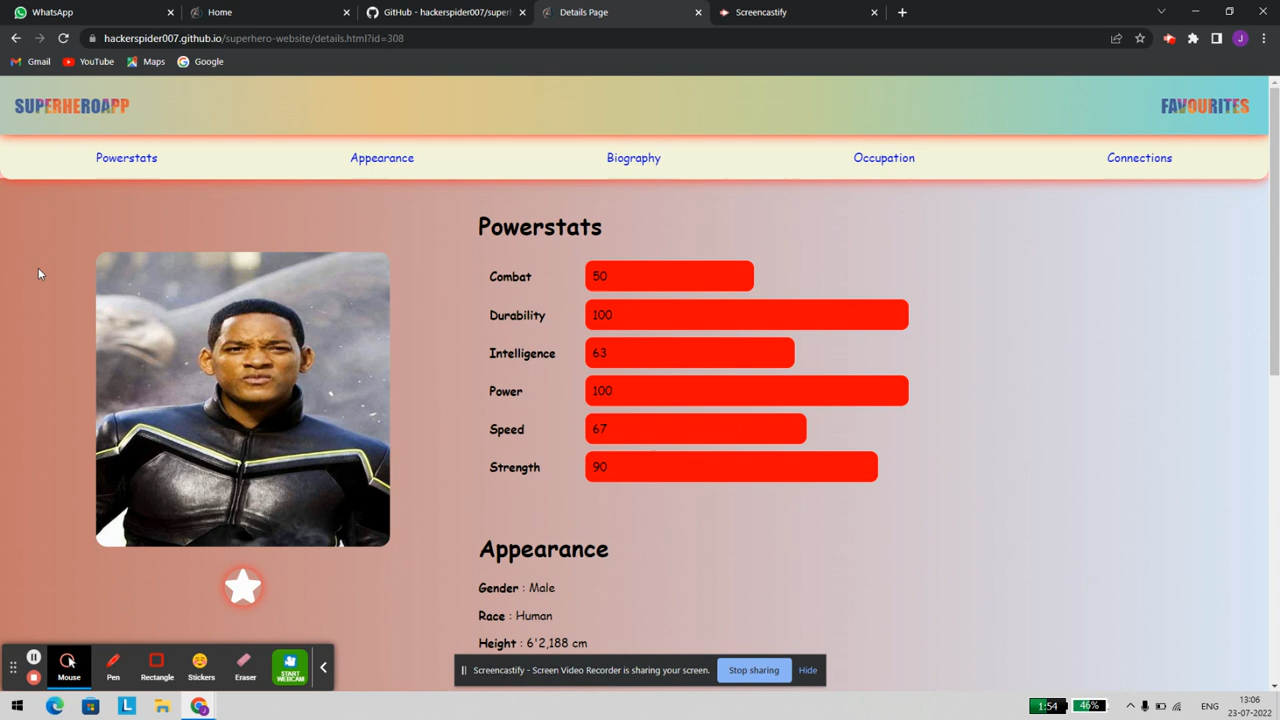 WhatsApp
Home
GitHub - hackerspider007/super
Details Page
Screencastify
hackerspider007.github.io/superhero-website/details.html?id=308
J
Gmail
YouTube
Maps
Google
SUPERHEROAPP
FAVOURITES
Powerstats
Appearance
Biography
Occupation
Connections
Powerstats
Combat 50
Durability 100
Intelligence 63
Power 100
Speed 67
Strength 90
Appearance
Gender : Male
Race : Human
Height : 6'2,188 cm
Mouse
Pen
Rectangle
Stickers
Eraser
START WEBCAM
Screencastify - Screen Video Recorder is sharing your screen.
Stop sharing
Hide
L
1:54
46%
ENG
13:06
23-07-2022